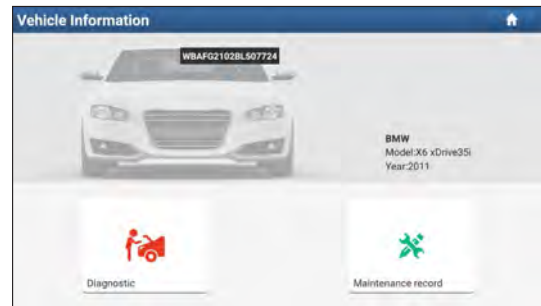 Vehicle Information
WBAFG2102BL507724
BMW
Model:X6 xDrive35i
Year:2011
Diagnostic
Maintenance record